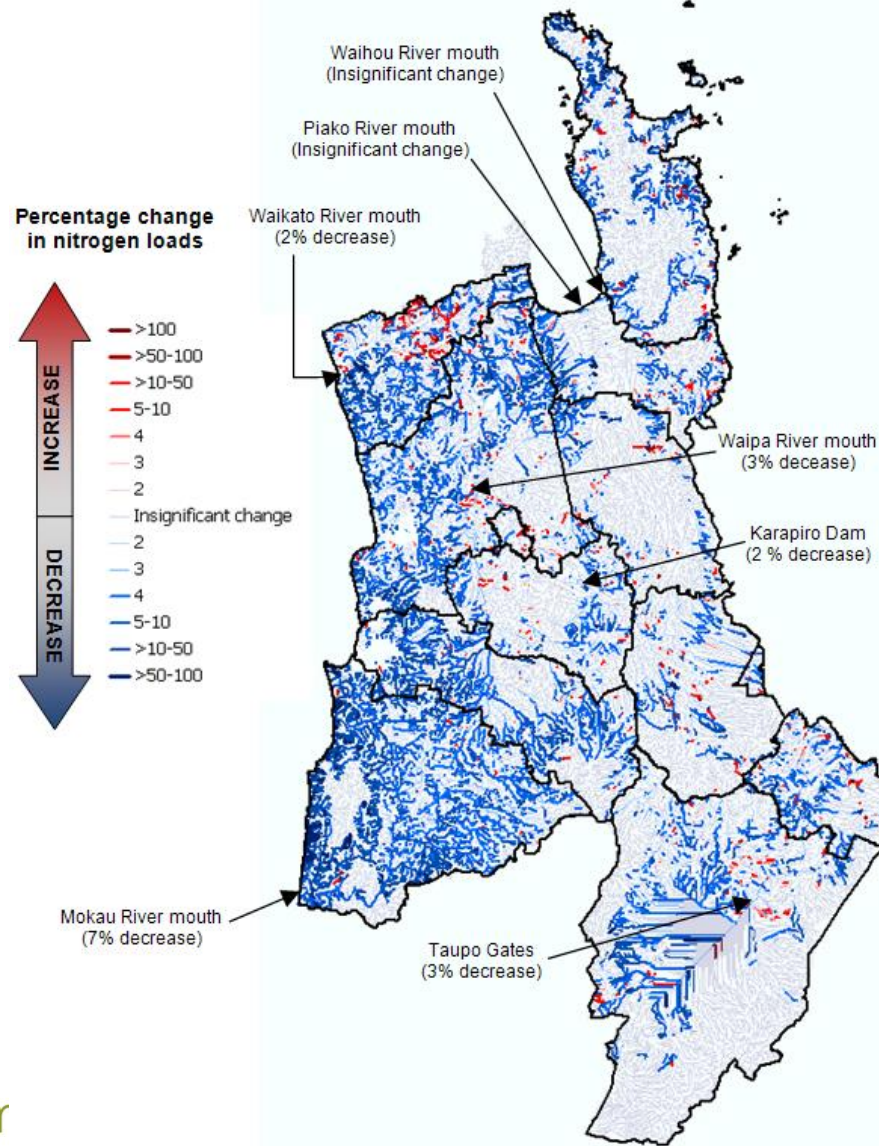 Waihou River mouth
(Insignificant change)
Piako River mouth
(Insignificant change)
Percentage change
in nitrogen loads
Waikato River mouth
(2% decrease)
INCREASE
DECREASE
>100
>50-100
>10-50
5-10
4
3
2
Insignificant change
2
3
4
5-10
>10-50
>50-100
Waipa River mouth
(3% decease)
Karapiro Dam
(2 % decrease)
Mokau River mouth
(7% decrease)
Taupo Gates
(3% decrease)